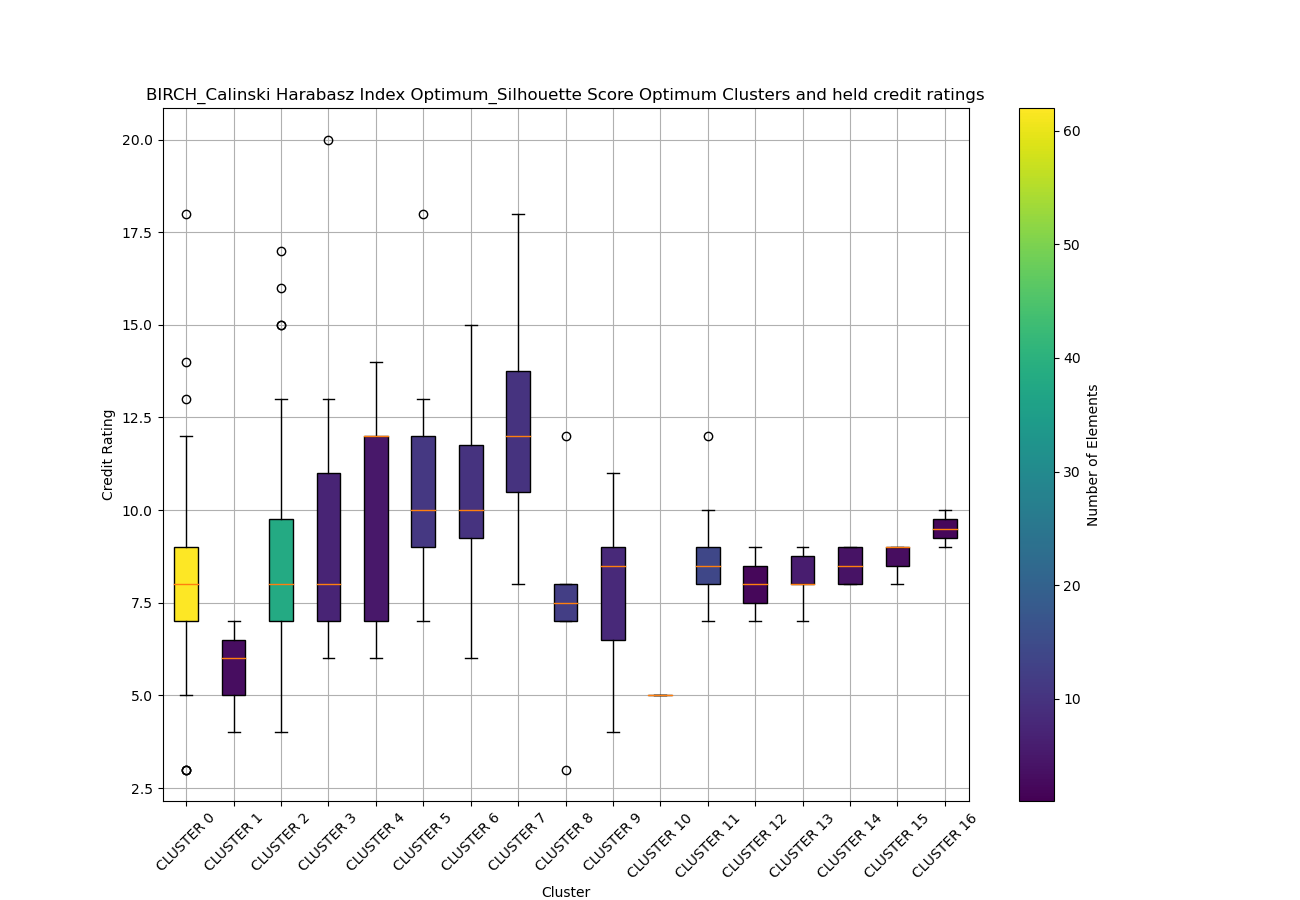 BIRCH_Calinski Harabasz Index Optimum_Silhouette Score Optimum Clusters and held credit ratings
20.0
17.5
15.0
12.5
10.0
7.5
5.0
2.5
Credit Rating
CLUSTER 0
CLUSTER 1
CLUSTER 2
CLUSTER 3
CLUSTER 4
CLUSTER 5
CLUSTER 6
CLUSTER 7
CLUSTER 8
CLUSTER 9
CLUSTER 10
CLUSTER 11
CLUSTER 12
CLUSTER 13
CLUSTER 14
CLUSTER 15
CLUSTER 16
Cluster
60
50
40
30
20
10
Number of Elements